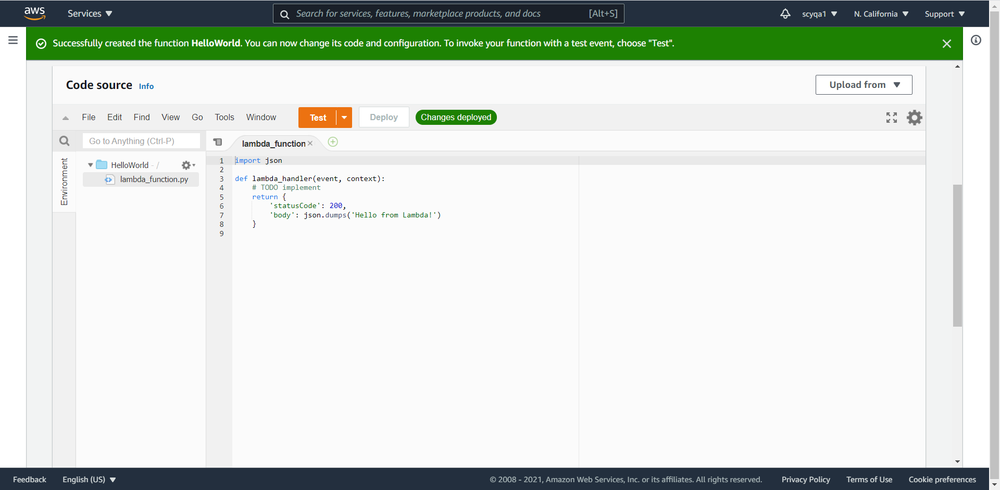 aws Services Search for services, features, marketplace products, and docs [Alt+S] scyqa1 N. California Support
Successfully created the function HelloWorld. You can now change its code and configuration. To invoke your function with a test event, choose "Test".
Code source Info Upload from
File Edit Find View Go Tools Window Test Deploy Changes deployed
Go to Anything (Ctrl-P)
lambda_function
Environment
HelloWorld - /
lambda_function.py
1 import json
2
3 def lambda_handler(event, context):
4     # TODO implement
5     return {
6         'statusCode': 200,
7         'body': json.dumps('Hello from Lambda!')
8     }
9
Feedback English (US) © 2008 - 2021, Amazon Web Services, Inc. or its affiliates. All rights reserved. Privacy Policy Terms of Use Cookie preferences